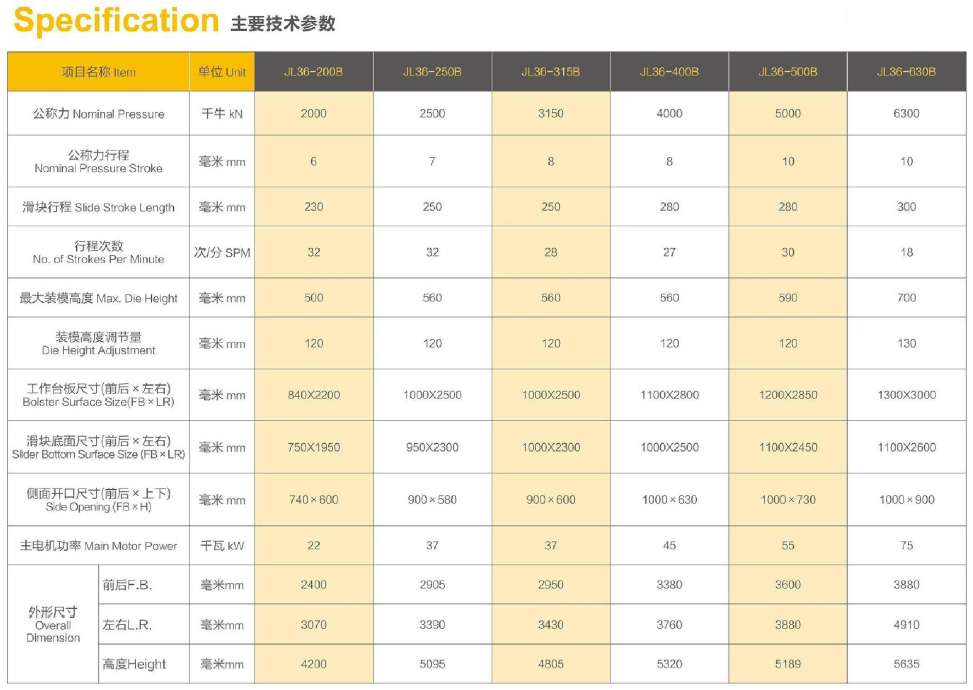 Specification 主要技术参数
项目名称 Item 单位 Unit JL36-200B JL36-250B JL36-315B JL36-400B JL36-500B JL36-630B
公称力 Nominal Pressure 千牛 kN 2000 2500 3150 4000 5000 6300
公称力行程
Nominal Pressure Stroke 毫米 mm 6 7 8 8 10 10
滑块行程 Slide Stroke Length 毫米 mm 230 250 250 280 280 300
行程次数
No. of Strokes Per Minute 次/分 SPM 32 32 28 27 30 18
最大装模高度 Max. Die Height 毫米 mm 500 560 560 560 590 700
装模高度调节量
Die Height Adjustment 毫米 mm 120 120 120 120 120 130
工作台板尺寸(前后×左右)
Bolster Surface Size(FB×LR) 毫米 mm 840X2200 1000X2500 1000X2500 1100X2800 1200X2850 1300X3000
滑块底面尺寸(前后×左右)
Slider Bottom Surface Size (FB×LR) 毫米 mm 750X1950 950X2300 1000X2300 1000X2500 1100X2450 1100X2600
侧面开口尺寸(前后×上下)
Side Opening (FB×H) 毫米 mm 740×600 900×580 900×600 1000×630 1000×730 1000×900
主电机功率 Main Motor Power 千瓦 kW 22 37 37 45 55 75
外形尺寸
Overall
Dimension
前后F.B. 毫米mm 2400 2905 2950 3380 3600 3880
左右L.R. 毫米mm 3070 3390 3430 3760 3880 4910
高度Height 毫米mm 4200 5095 4805 5320 5189 5635